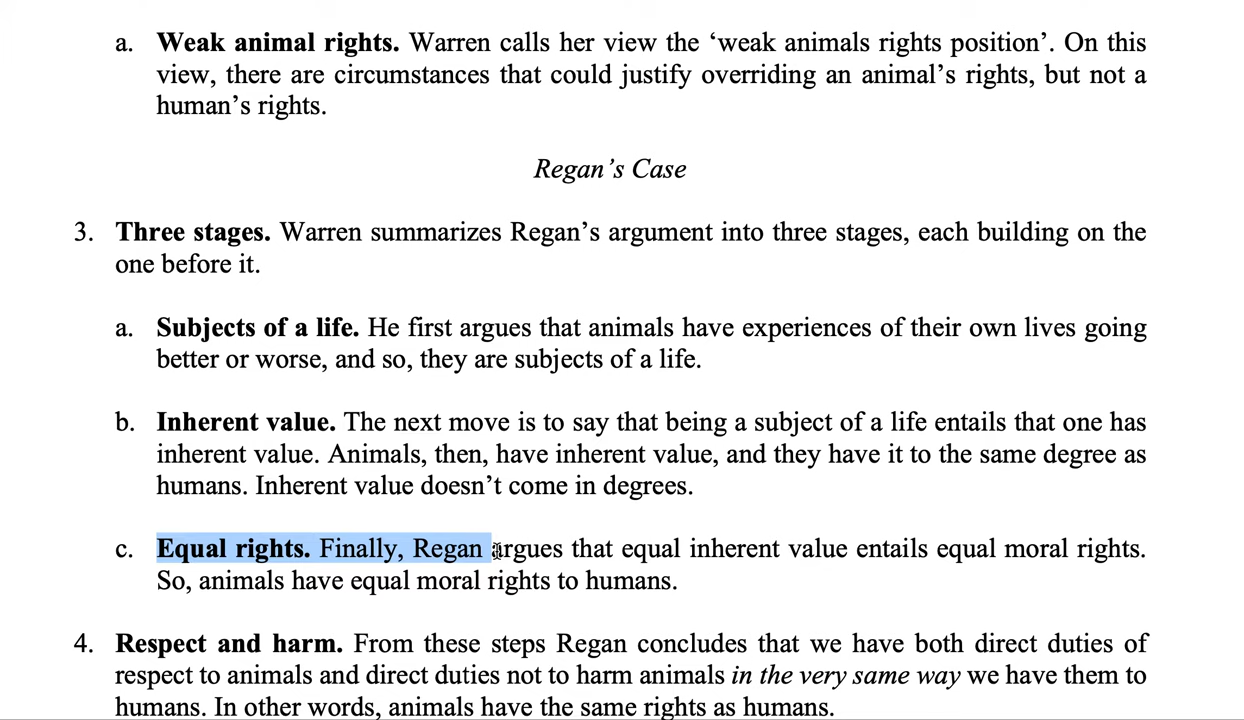 a. Weak animal rights. Warren calls her view the ‘weak animals rights position’. On this
view, there are circumstances that could justify overriding an animal’s rights, but not a
human’s rights.
Regan’s Case
3. Three stages. Warren summarizes Regan’s argument into three stages, each building on the
one before it.
a. Subjects of a life. He first argues that animals have experiences of their own lives going
better or worse, and so, they are subjects of a life.
b. Inherent value. The next move is to say that being a subject of a life entails that one has
inherent value. Animals, then, have inherent value, and they have it to the same degree as
humans. Inherent value doesn’t come in degrees.
c. Equal rights. Finally, Regan argues that equal inherent value entails equal moral rights.
So, animals have equal moral rights to humans.
4. Respect and harm. From these steps Regan concludes that we have both direct duties of
respect to animals and direct duties not to harm animals in the very same way we have them to
humans. In other words, animals have the same rights as humans.